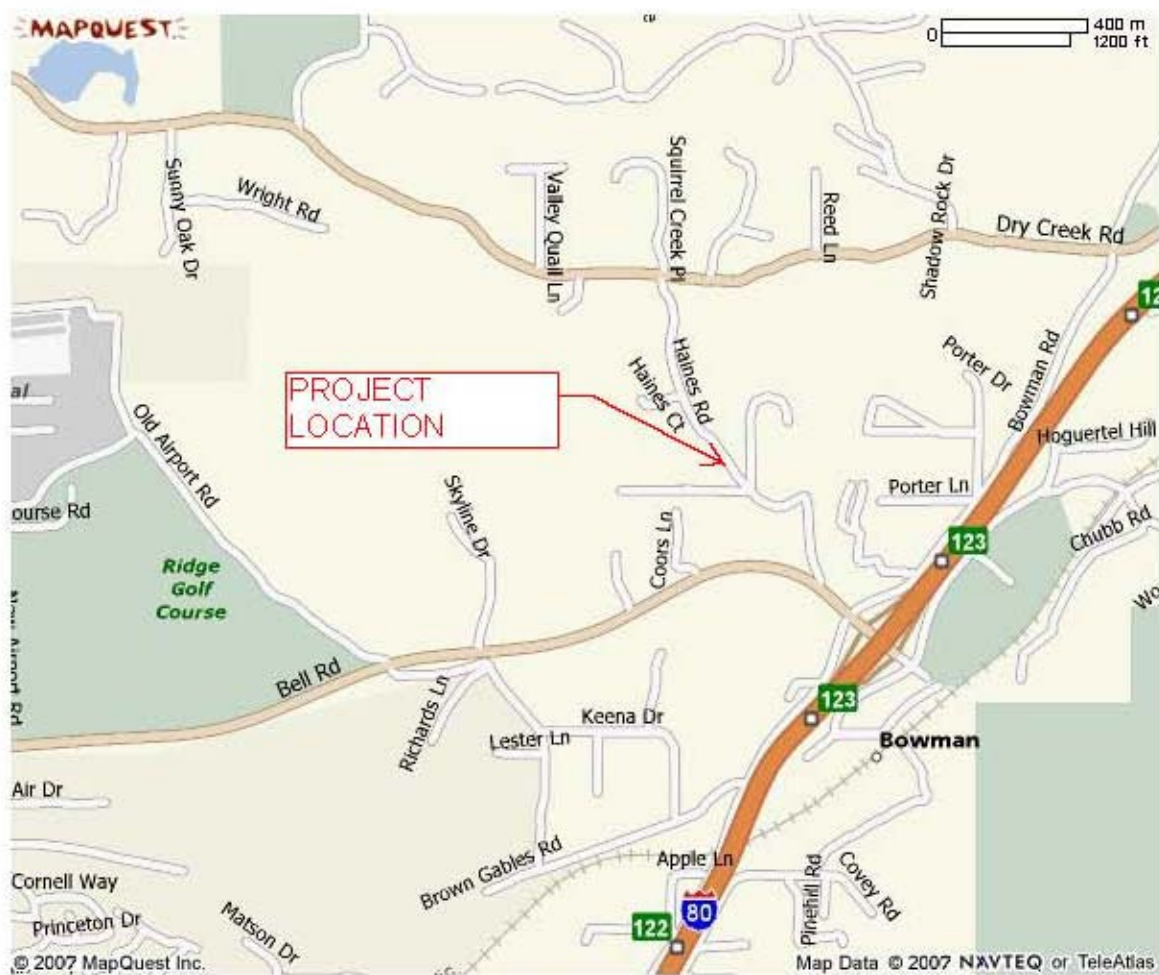 MAPQUEST
0
400 m
1200 ft
Sunny Oak Dr
Wright Rd
Valley Quail Ln
Squirrel Creek Pl
Reed Ln
Shadow Rock Dr
Dry Creek Rd
12
al
Old Airport Rd
PROJECT
LOCATION
Haines Ct
Haines Rd
Porter Dr
Bowman Rd
Hoguertel Hill
ourse Rd
Skyline Dr
Coors Ln
Porter Ln
123
Chubb Rd
Ridge
Golf
Course
Wo
Bell Rd
Richards Ln
Lester Ln
Keena Dr
123
Bowman
Air Dr
Brown Gables Rd
Apple Ln
Pinehill Rd
Covey Rd
Cornell Way
Princeton Dr
Matson Dr
122
80
© 2007 MapQuest Inc.
Map Data © 2007 NAVTEQ or TeleAtlas